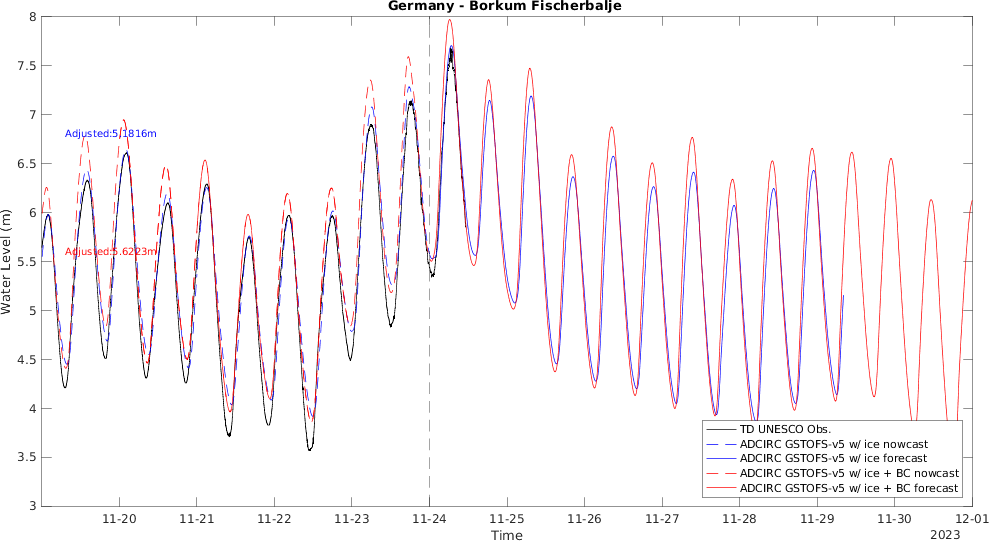 Germany - Borkum Fischerbalje
8
7.5
7
6.5
6
5.5
5
4.5
4
3.5
3
Water Level (m)
Adjusted:5.1816m
Adjusted:5.6223m
TD UNESCO Obs.
ADCIRC GSTOFS-v5 w/ ice nowcast
ADCIRC GSTOFS-v5 w/ ice forecast
ADCIRC GSTOFS-v5 w/ ice + BC nowcast
ADCIRC GSTOFS-v5 w/ ice + BC forecast
11-20 11-21 11-22 11-23 11-24 11-25 11-26 11-27 11-28 11-29 11-30 12-01
Time
2023